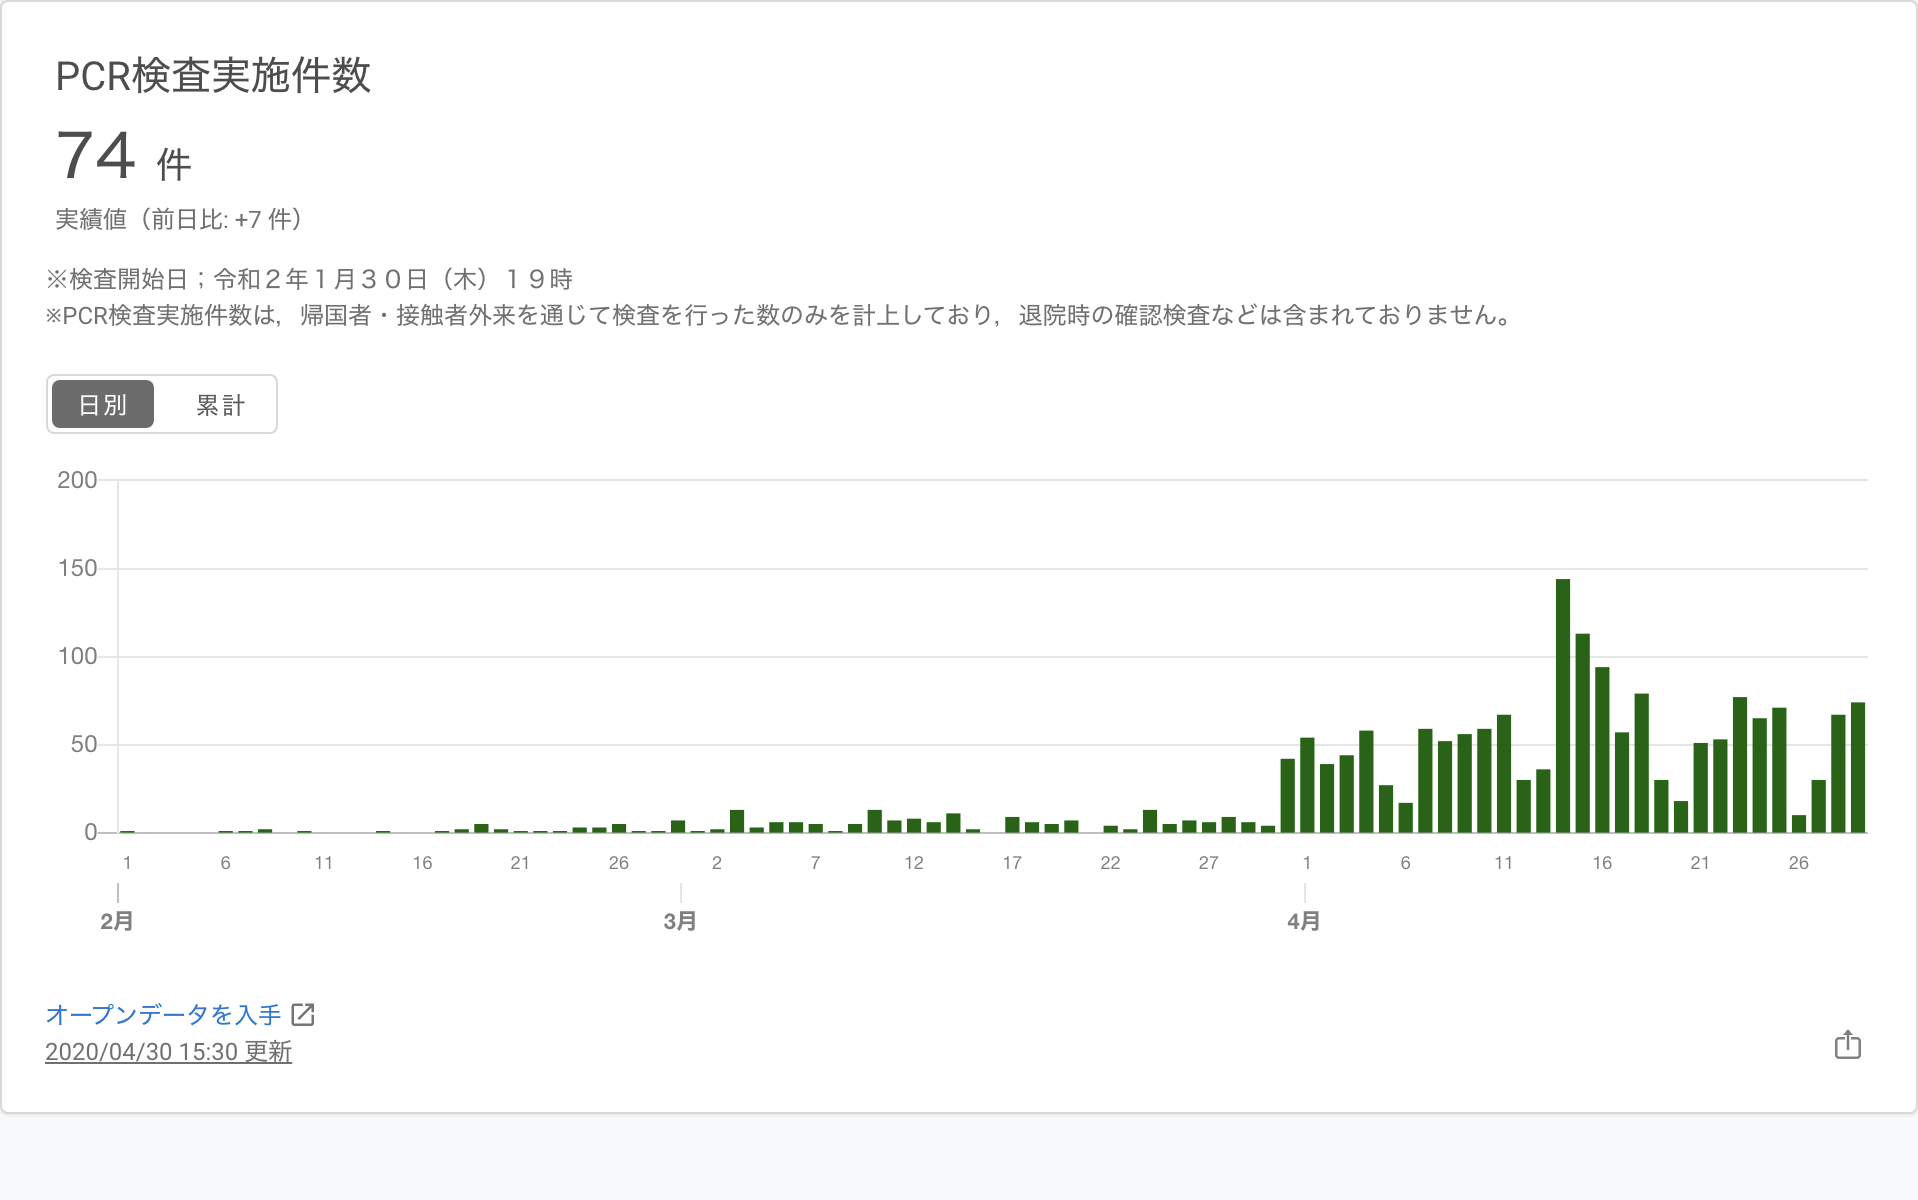 PCR検査実施件数
74 件
実績値（前日比: +7 件）
※検査開始日；令和２年１月３０日（木）１９時
※PCR検査実施件数は，帰国者・接触者外来を通じて検査を行った数のみを計上しており，退院時の確認検査などは含まれておりません。
日別 累計
200
150
100
50
0
1 6 11 16 21 26 2 7 12 17 22 27 1 6 11 16 21 26
2月 3月 4月
オープンデータを入手
2020/04/30 15:30 更新